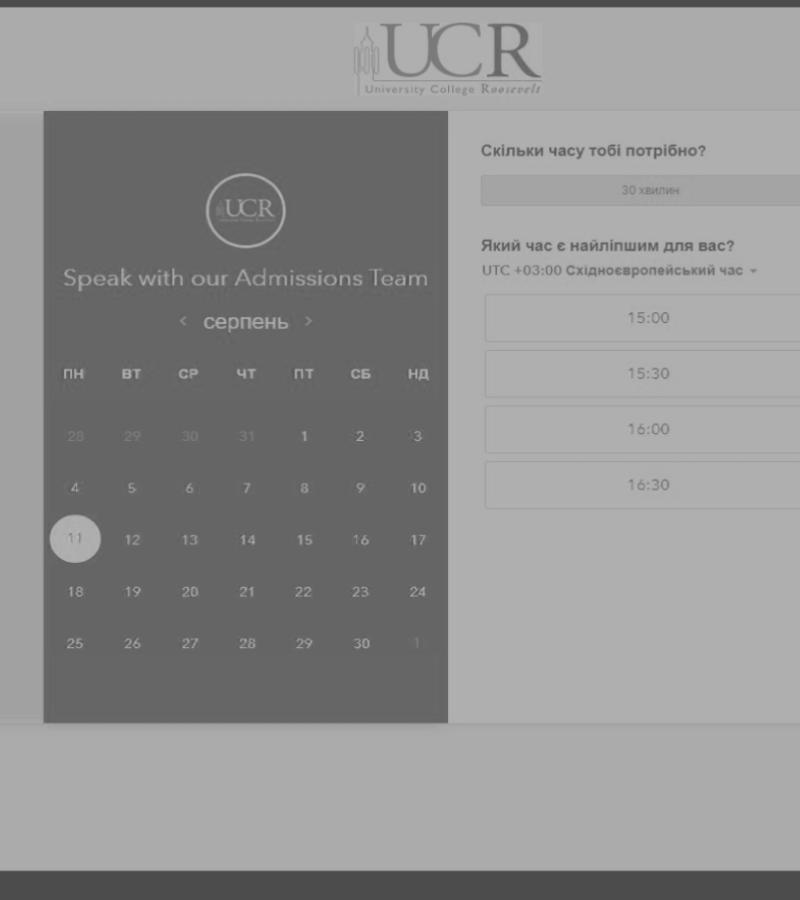 UCR
University College Roosevelt
UCR
Speak with our Admissions Team
< серпень >
ПН ВТ СР ЧТ ПТ СБ НД
28 29 30 31 1 2 3
4 5 6 7 8 9 10
11 12 13 14 15 16 17
18 19 20 21 22 23 24
25 26 27 28 29 30 1
Скільки часу тобі потрібно?
30 хвилин
Який час є найліпшим для вас?
UTC +03:00 Східноєвропейський час
15:00
15:30
16:00
16:30